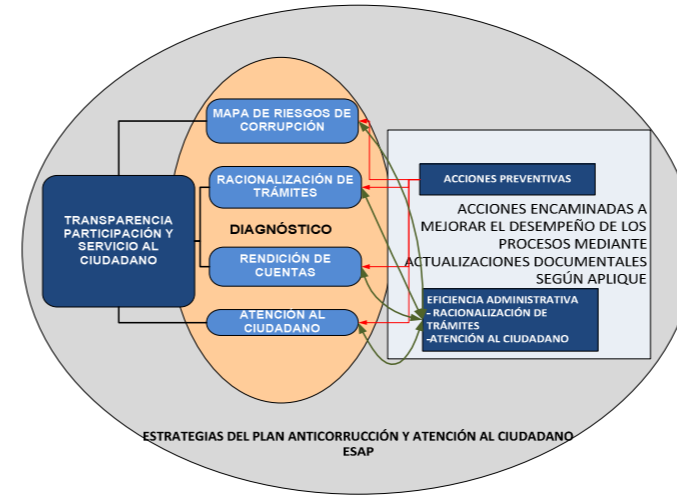 MAPA DE RIESGOS DE
CORRUPCIÓN
RACIONALIZACIÓN DE
TRÁMITES
TRANSPARENCIA
PARTICIPACIÓN Y
SERVICIO AL
CIUDADANO
DIAGNÓSTICO
RENDICIÓN DE
CUENTAS
ATENCIÓN AL
CIUDADANO
ACCIONES PREVENTIVAS
ACCIONES ENCAMINADAS A
MEJORAR EL DESEMPEÑO DE LOS
PROCESOS MEDIANTE
ACTUALIZACIONES DOCUMENTALES
SEGÚN APLIQUE
EFICIENCIA ADMINISTRATIVA
- RACIONALIZACIÓN DE
TRÁMITES
-ATENCIÓN AL CIUDADANO
ESTRATEGIAS DEL PLAN ANTICORRUCCIÓN Y ATENCIÓN AL CIUDADANO
ESAP